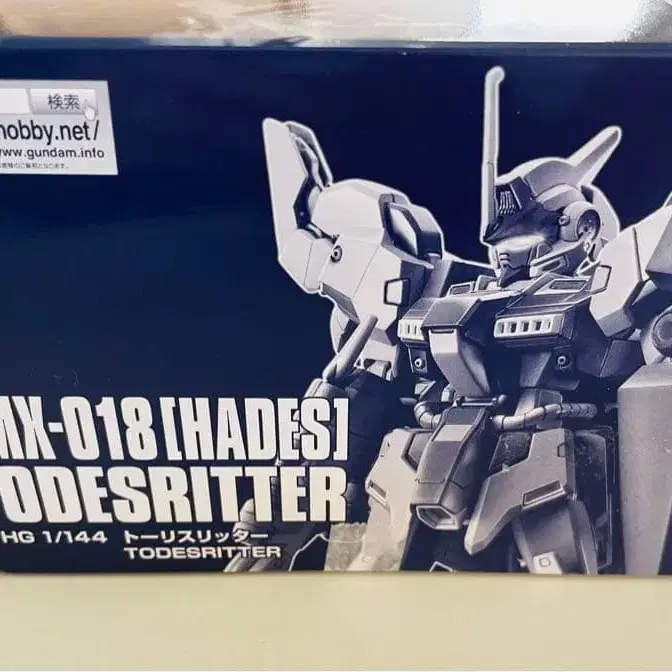 検索
hobby.net/
www.gundam.info
MX-018[HADES]
TODESRITTER
HG 1/144 トーリスリッター
TODESRITTER